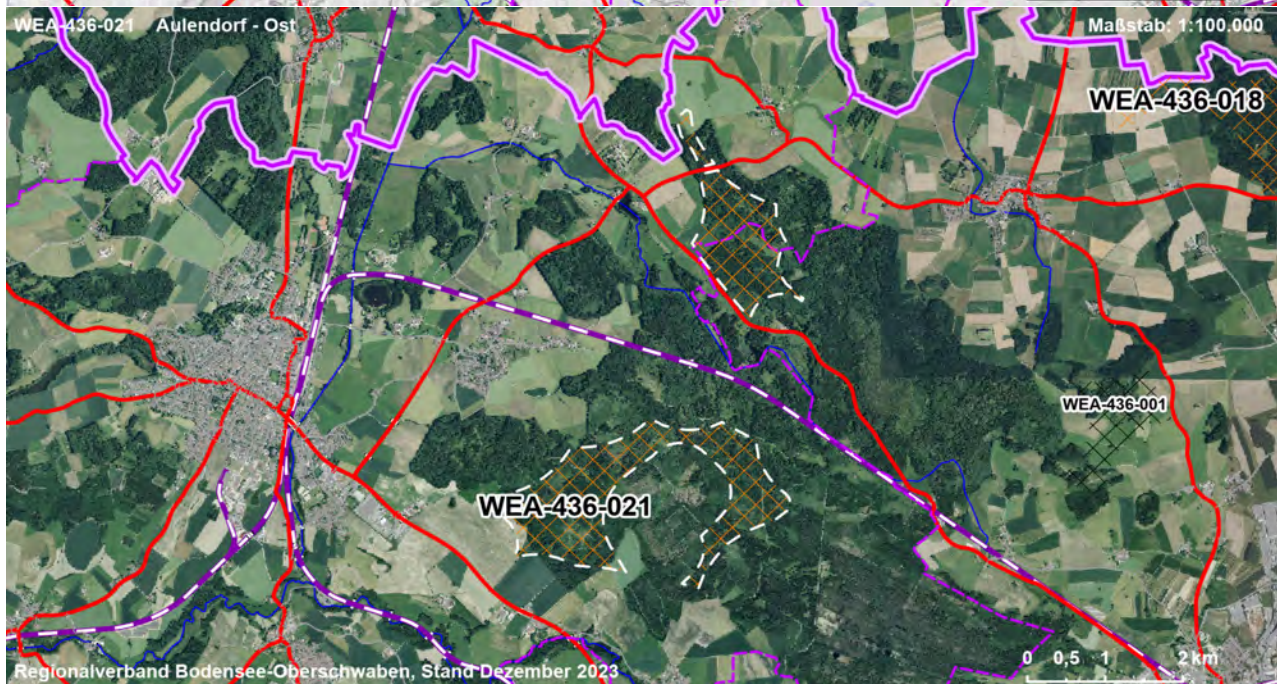 WEA-436-021 Aulendorf - Ost
Maßstab: 1:100.000
WEA-436-018
WEA-436-001
WEA-436-021
0 0,5 1 2 km
Regionalverband Bodensee-Oberschwaben, Stand Dezember 2023